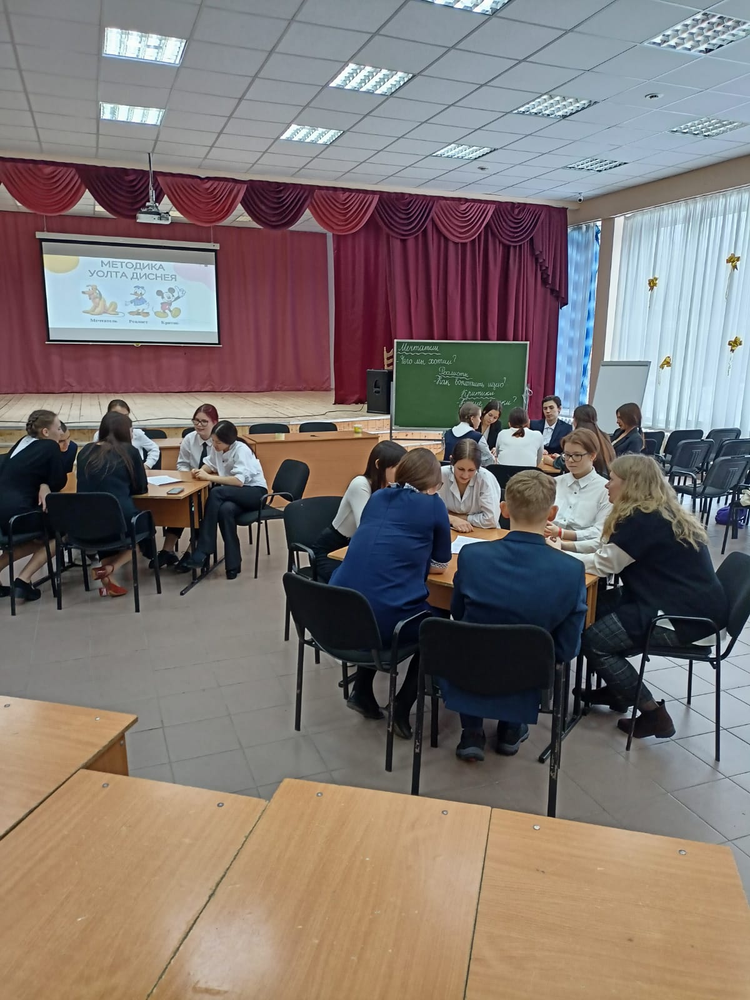 МЕТОДИКА
УОЛТА ДИСНЕЯ
Мечтатель Реалист Критик
Мечтатели
- Чего мы хотим?
Реалисты
- Как воплотить идею?
Критики
?